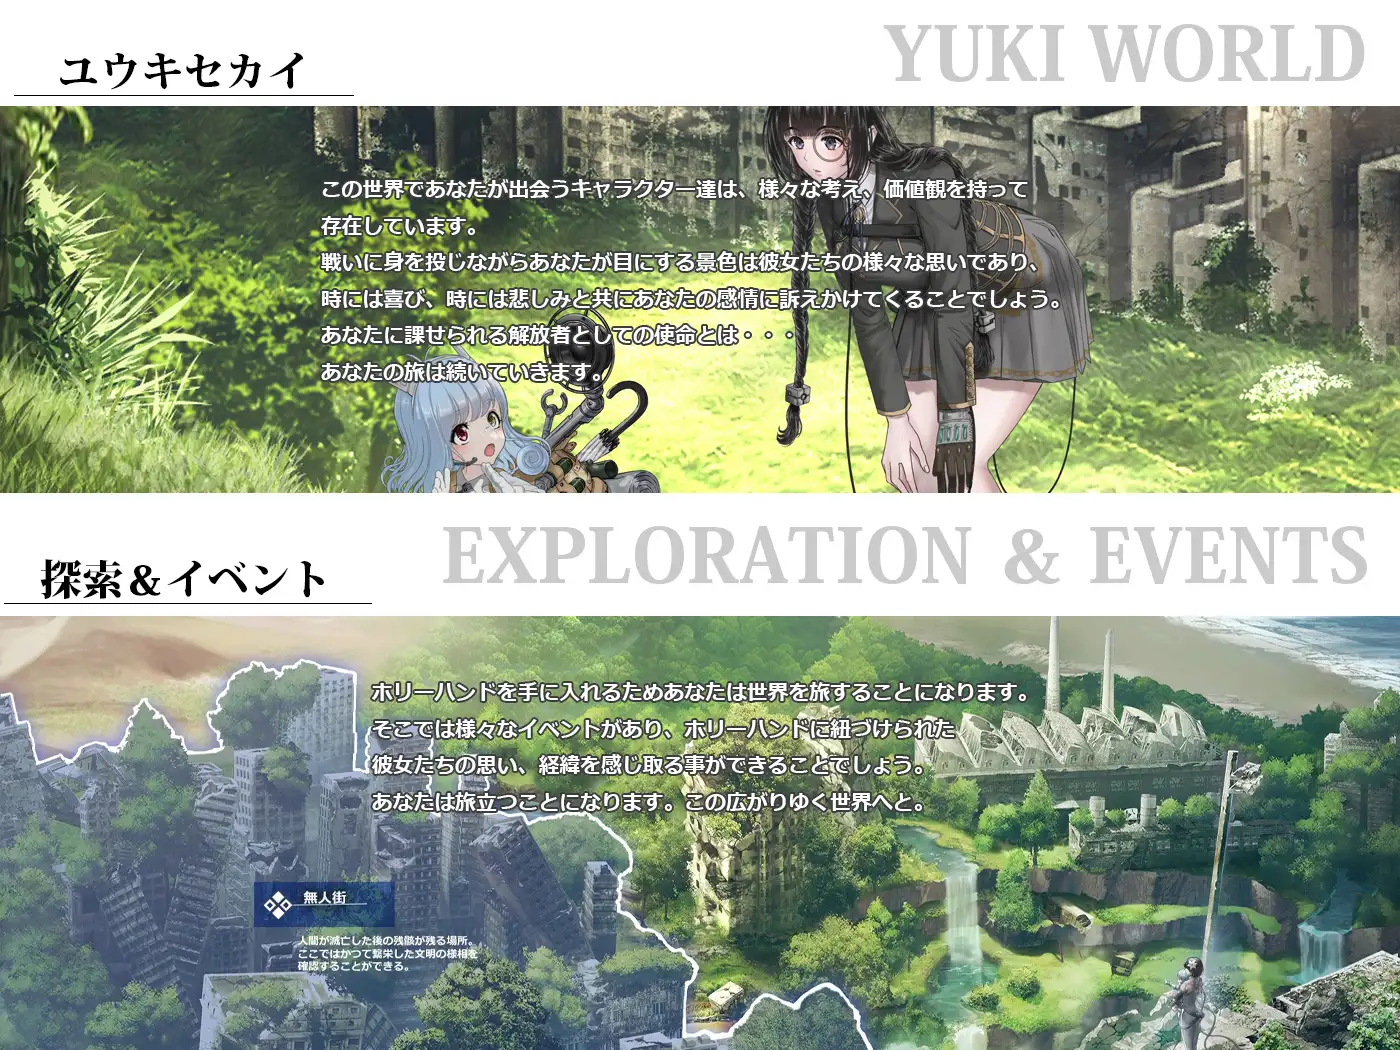 ユウキセカイ
YUKI WORLD
この世界であなたが出会うキャラクター達は、様々な考え、価値観を持って
存在しています。
戦いに身を投じながらあなたが目にする景色は彼女たちの様々な思いであり、
時には喜び、時には悲しみと共にあなたの感情に訴えかけてくることでしょう。
あなたに課せられる解放者としての使命とは・・・
あなたの旅は続いていきます。
探索＆イベント
EXPLORATION & EVENTS
ホリーハンドを手に入れるためあなたは世界を旅することになります。
そこでは様々なイベントがあり、ホリーハンドに紐づけられた
彼女たちの思い、経緯を感じ取る事ができることでしょう。
あなたは旅立つことになります。この広がりゆく世界へと。
無人街
人間が滅亡した後の残骸が残る場所。
ここではかつて繁栄した文明の様相を
確認することができる。